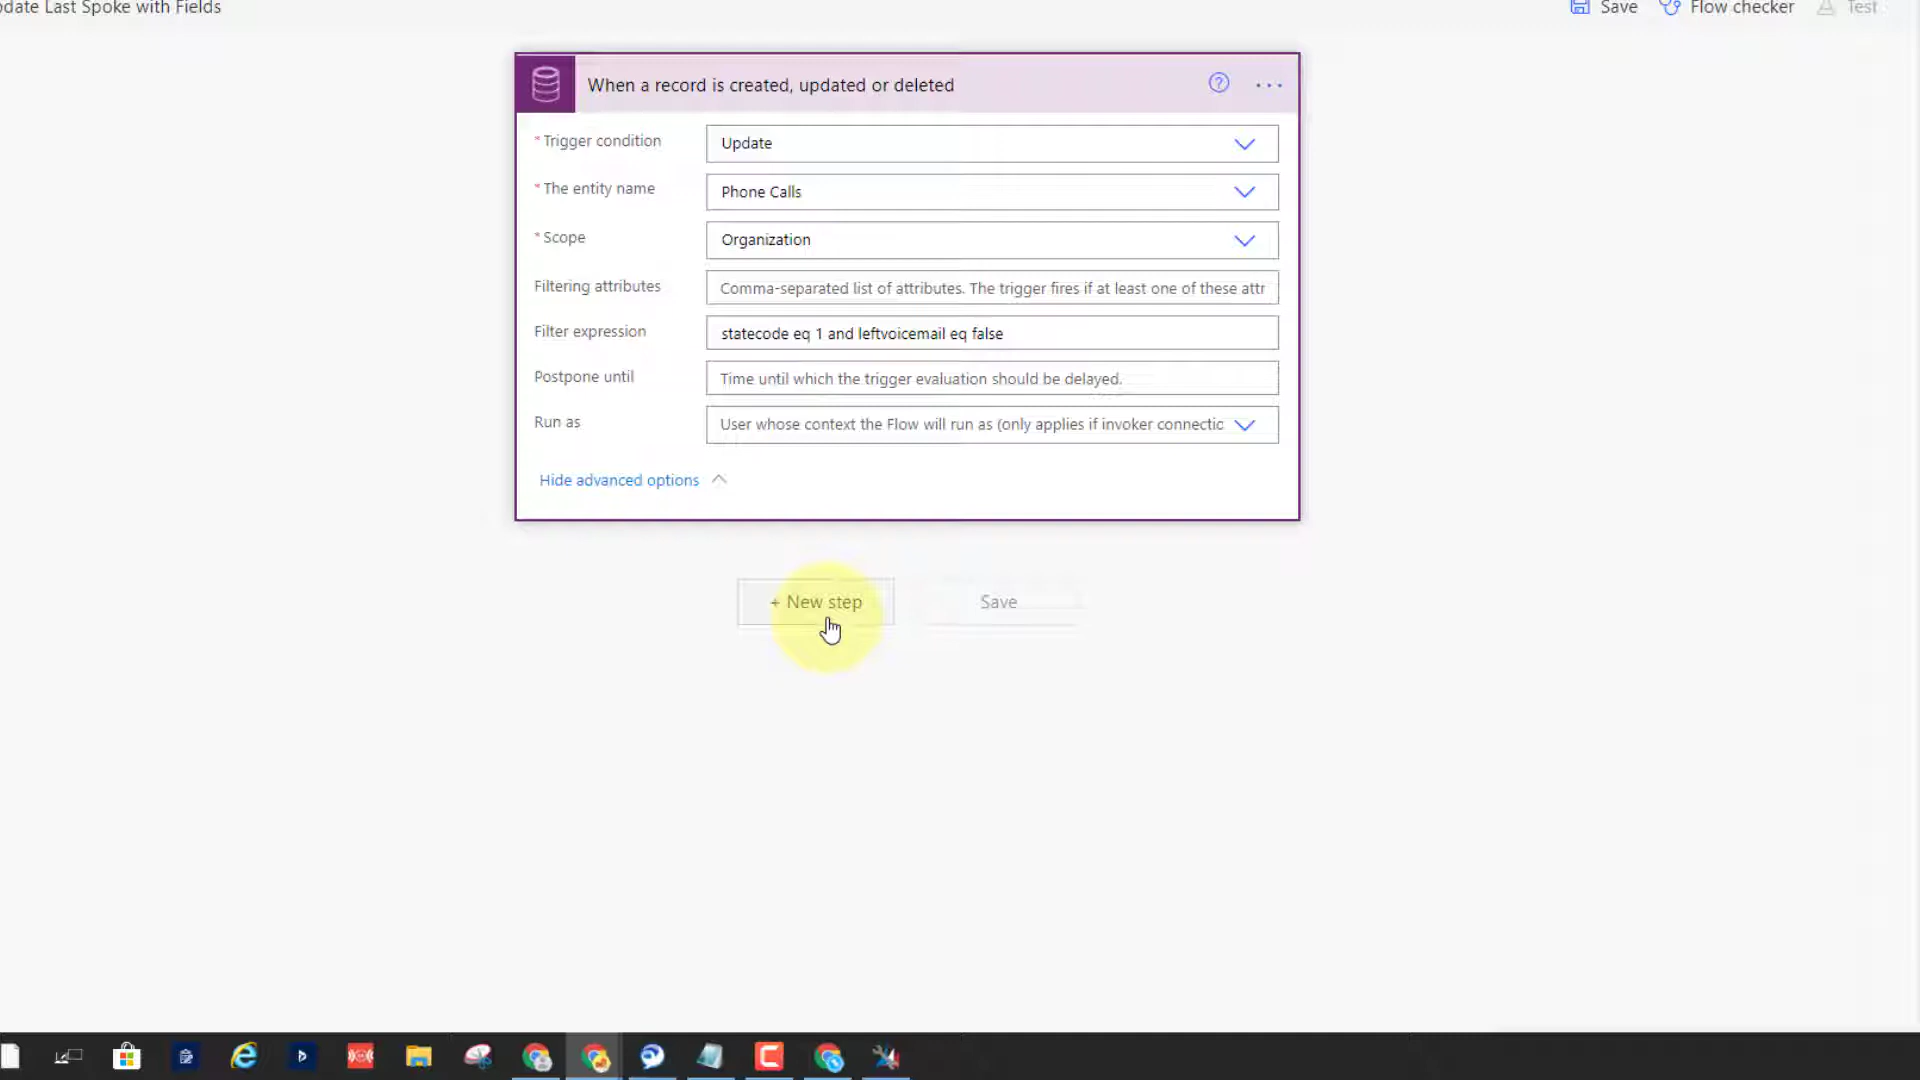 pdate Last Spoke with Fields
Save Flow checker Test
When a record is created, updated or deleted
* Trigger condition
Update
* The entity name
Phone Calls
* Scope
Organization
Filtering attributes
Comma-separated list of attributes. The trigger fires if at least one of these attr
Filter expression
statecode eq 1 and leftvoicemail eq false
Postpone until
Time until which the trigger evaluation should be delayed.
Run as
User whose context the Flow will run as (only applies if invoker connectic
Hide advanced options
+ New step
Save